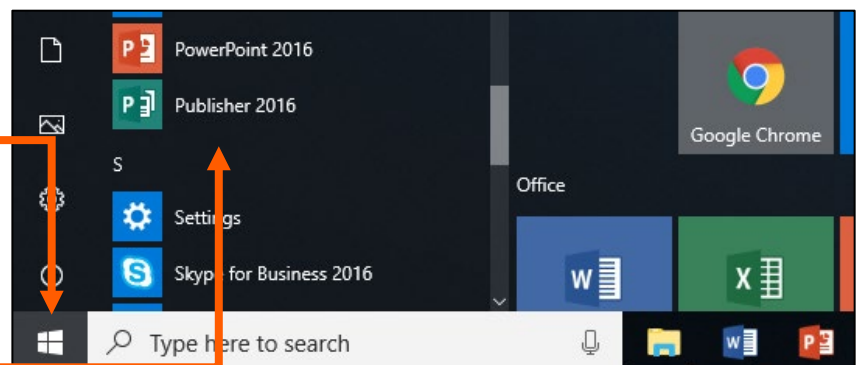 PowerPoint 2016
Publisher 2016
S
Settings
Skype for Business 2016
Google Chrome
Office
Type here to search